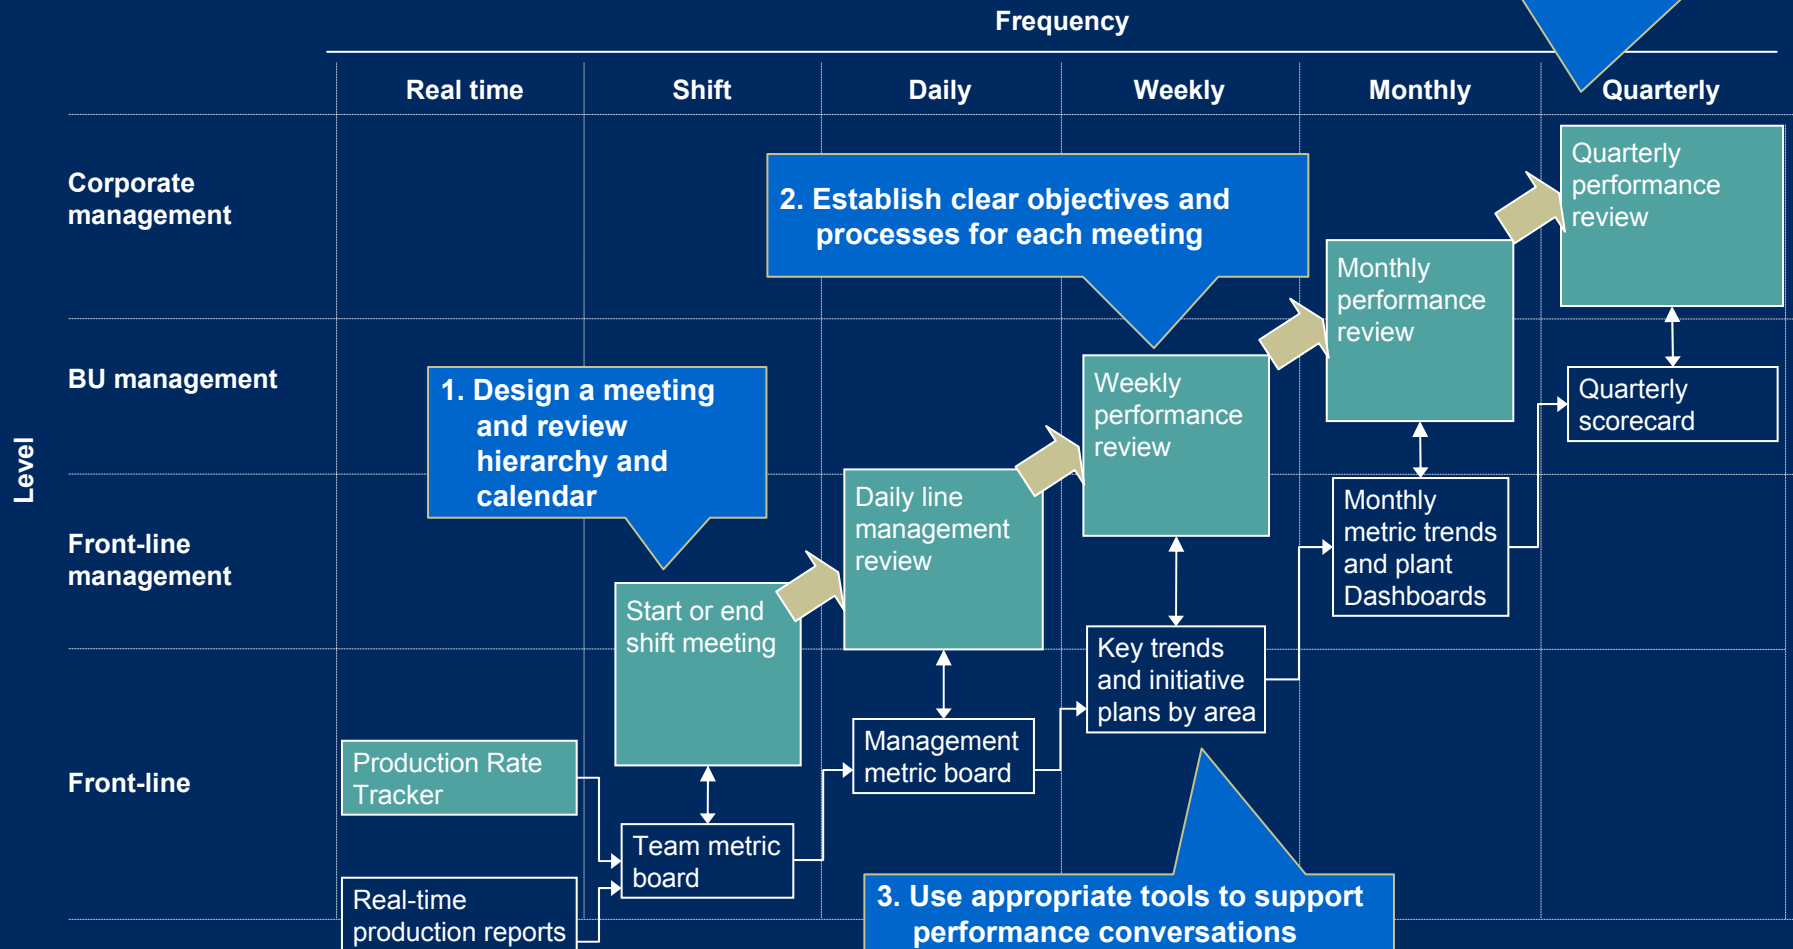 Frequency
Real time
Shift
Daily
Weekly
Monthly
Quarterly
Level
Corporate
management
BU management
Front-line
management
Front-line
Quarterly
performance
review
2. Establish clear objectives and
processes for each meeting
Monthly
performance
review
1. Design a meeting
and review
hierarchy and
calendar
Weekly
performance
review
Quarterly
scorecard
Daily line
management
review
Monthly
metric trends
and plant
Dashboards
Start or end
shift meeting
Key trends
and initiative
plans by area
Management
metric board
Production Rate
Tracker
Team metric
board
Real-time
production reports
3. Use appropriate tools to support
performance conversations